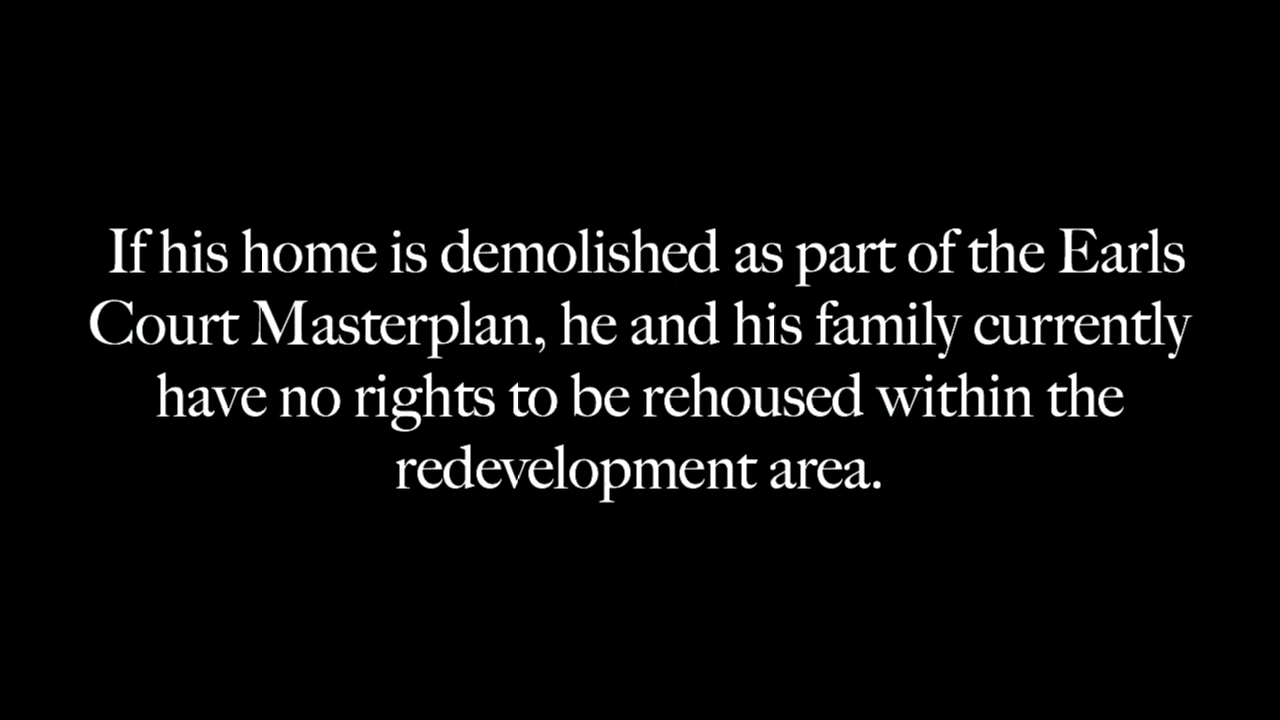 If his home is demolished as part of the Earls
Court Masterplan, he and his family currently
have no rights to be rehoused within the
redevelopment area.